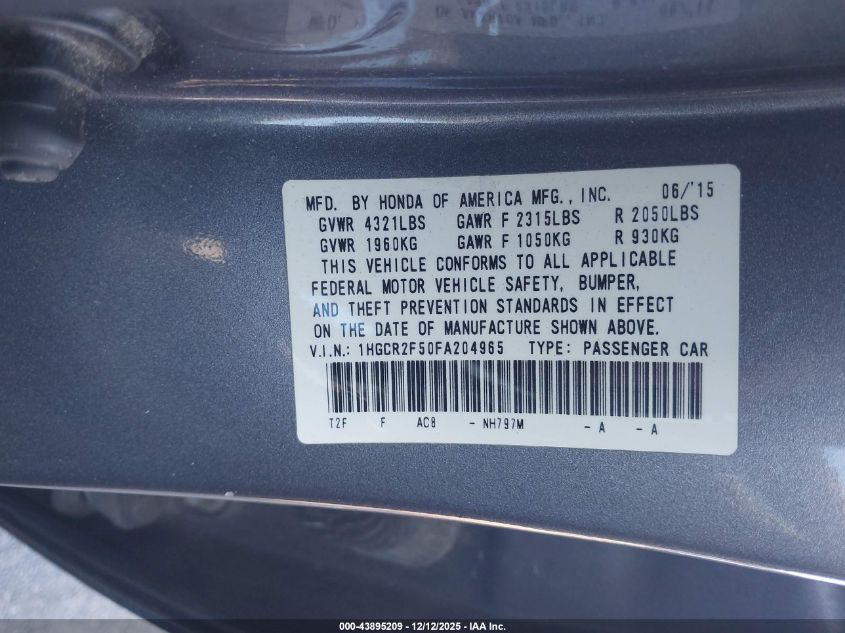 MFD. BY HONDA OF AMERICA MFG., INC. 06/'15
GVWR 4321LBS GAWR F 2315LBS R 2050LBS
GVWR 1960KG GAWR F 1050KG R 930KG
THIS VEHICLE CONFORMS TO ALL APPLICABLE
FEDERAL MOTOR VEHICLE SAFETY, BUMPER,
AND THEFT PREVENTION STANDARDS IN EFFECT
ON THE DATE OF MANUFACTURE SHOWN ABOVE.
V.I.N.: 1HGCR2F50FA204965 TYPE: PASSENGER CAR
T2F F AC8 - NH797M - A - A
000-43895209 - 12/12/2025 - IAA Inc.